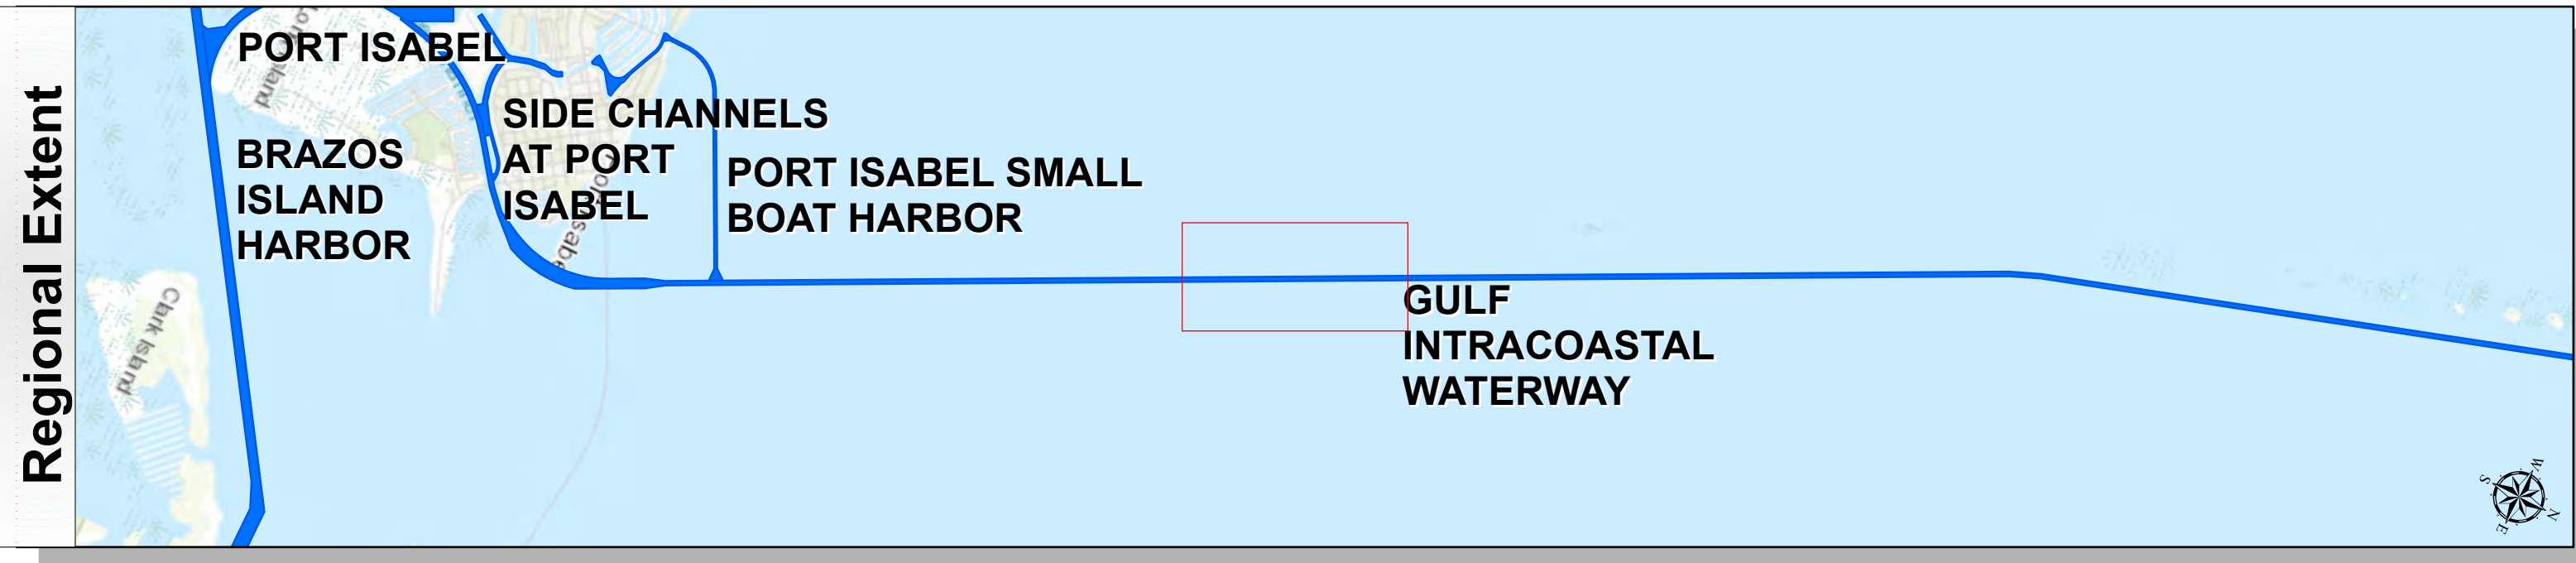 Regional Extent
PORT ISABEL
BRAZOS
ISLAND
HARBOR
SIDE CHANNELS
AT PORT
ISABEL
PORT ISABEL SMALL
BOAT HARBOR
GULF
INTRACOASTAL
WATERWAY
Clark Island
Island
W
S
N
E